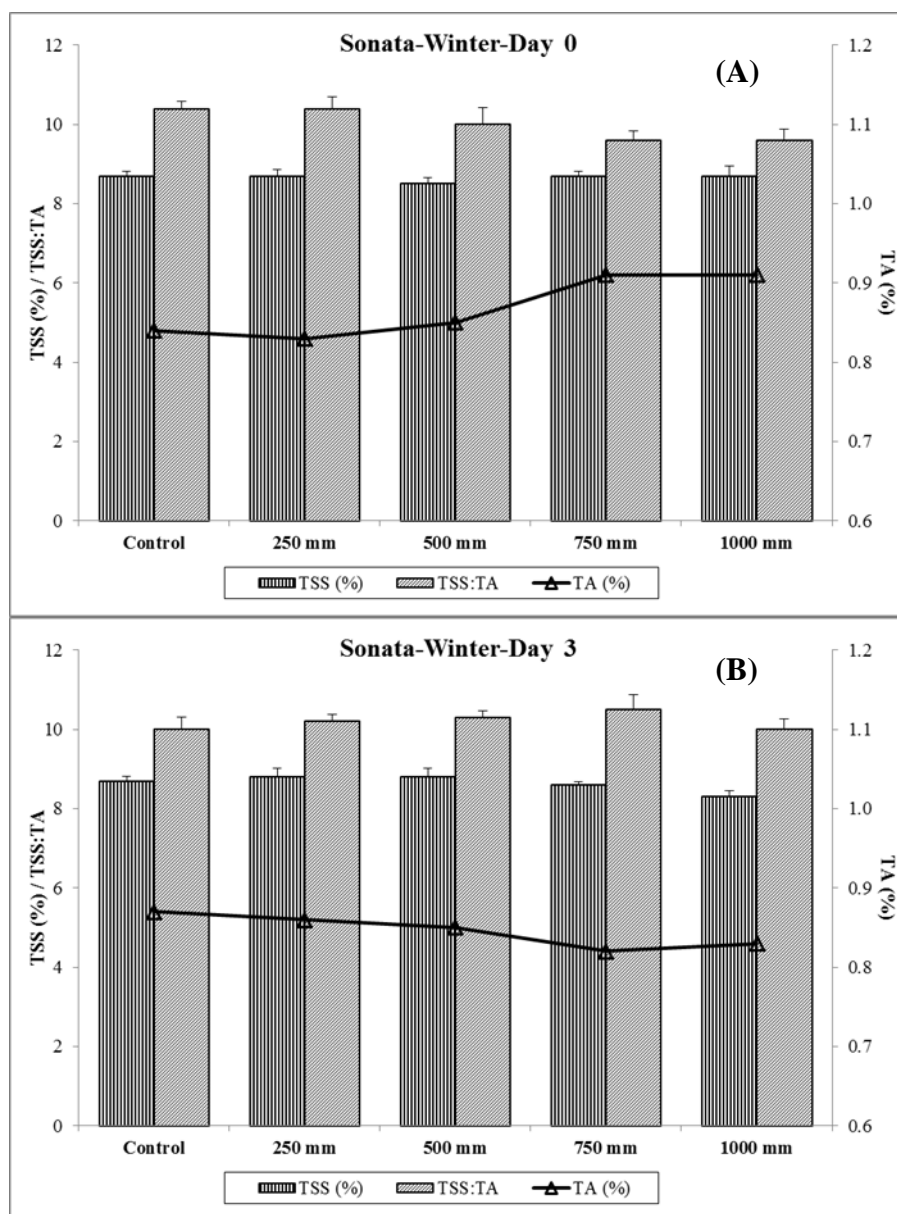 Sonata-Winter-Day 0
(A)
TSS (%) / TSS:TA
12
10
8
6
4
2
0
1.2
1.1
1.0
0.9
0.8
0.7
0.6
TA (%)
Control 250 mm 500 mm 750 mm 1000 mm
TSS (%) TSS:TA TA (%)
Sonata-Winter-Day 3
(B)
TSS (%) / TSS:TA
12
10
8
6
4
2
0
1.2
1.1
1.0
0.9
0.8
0.7
0.6
TA (%)
Control 250 mm 500 mm 750 mm 1000 mm
TSS (%) TSS:TA TA (%)